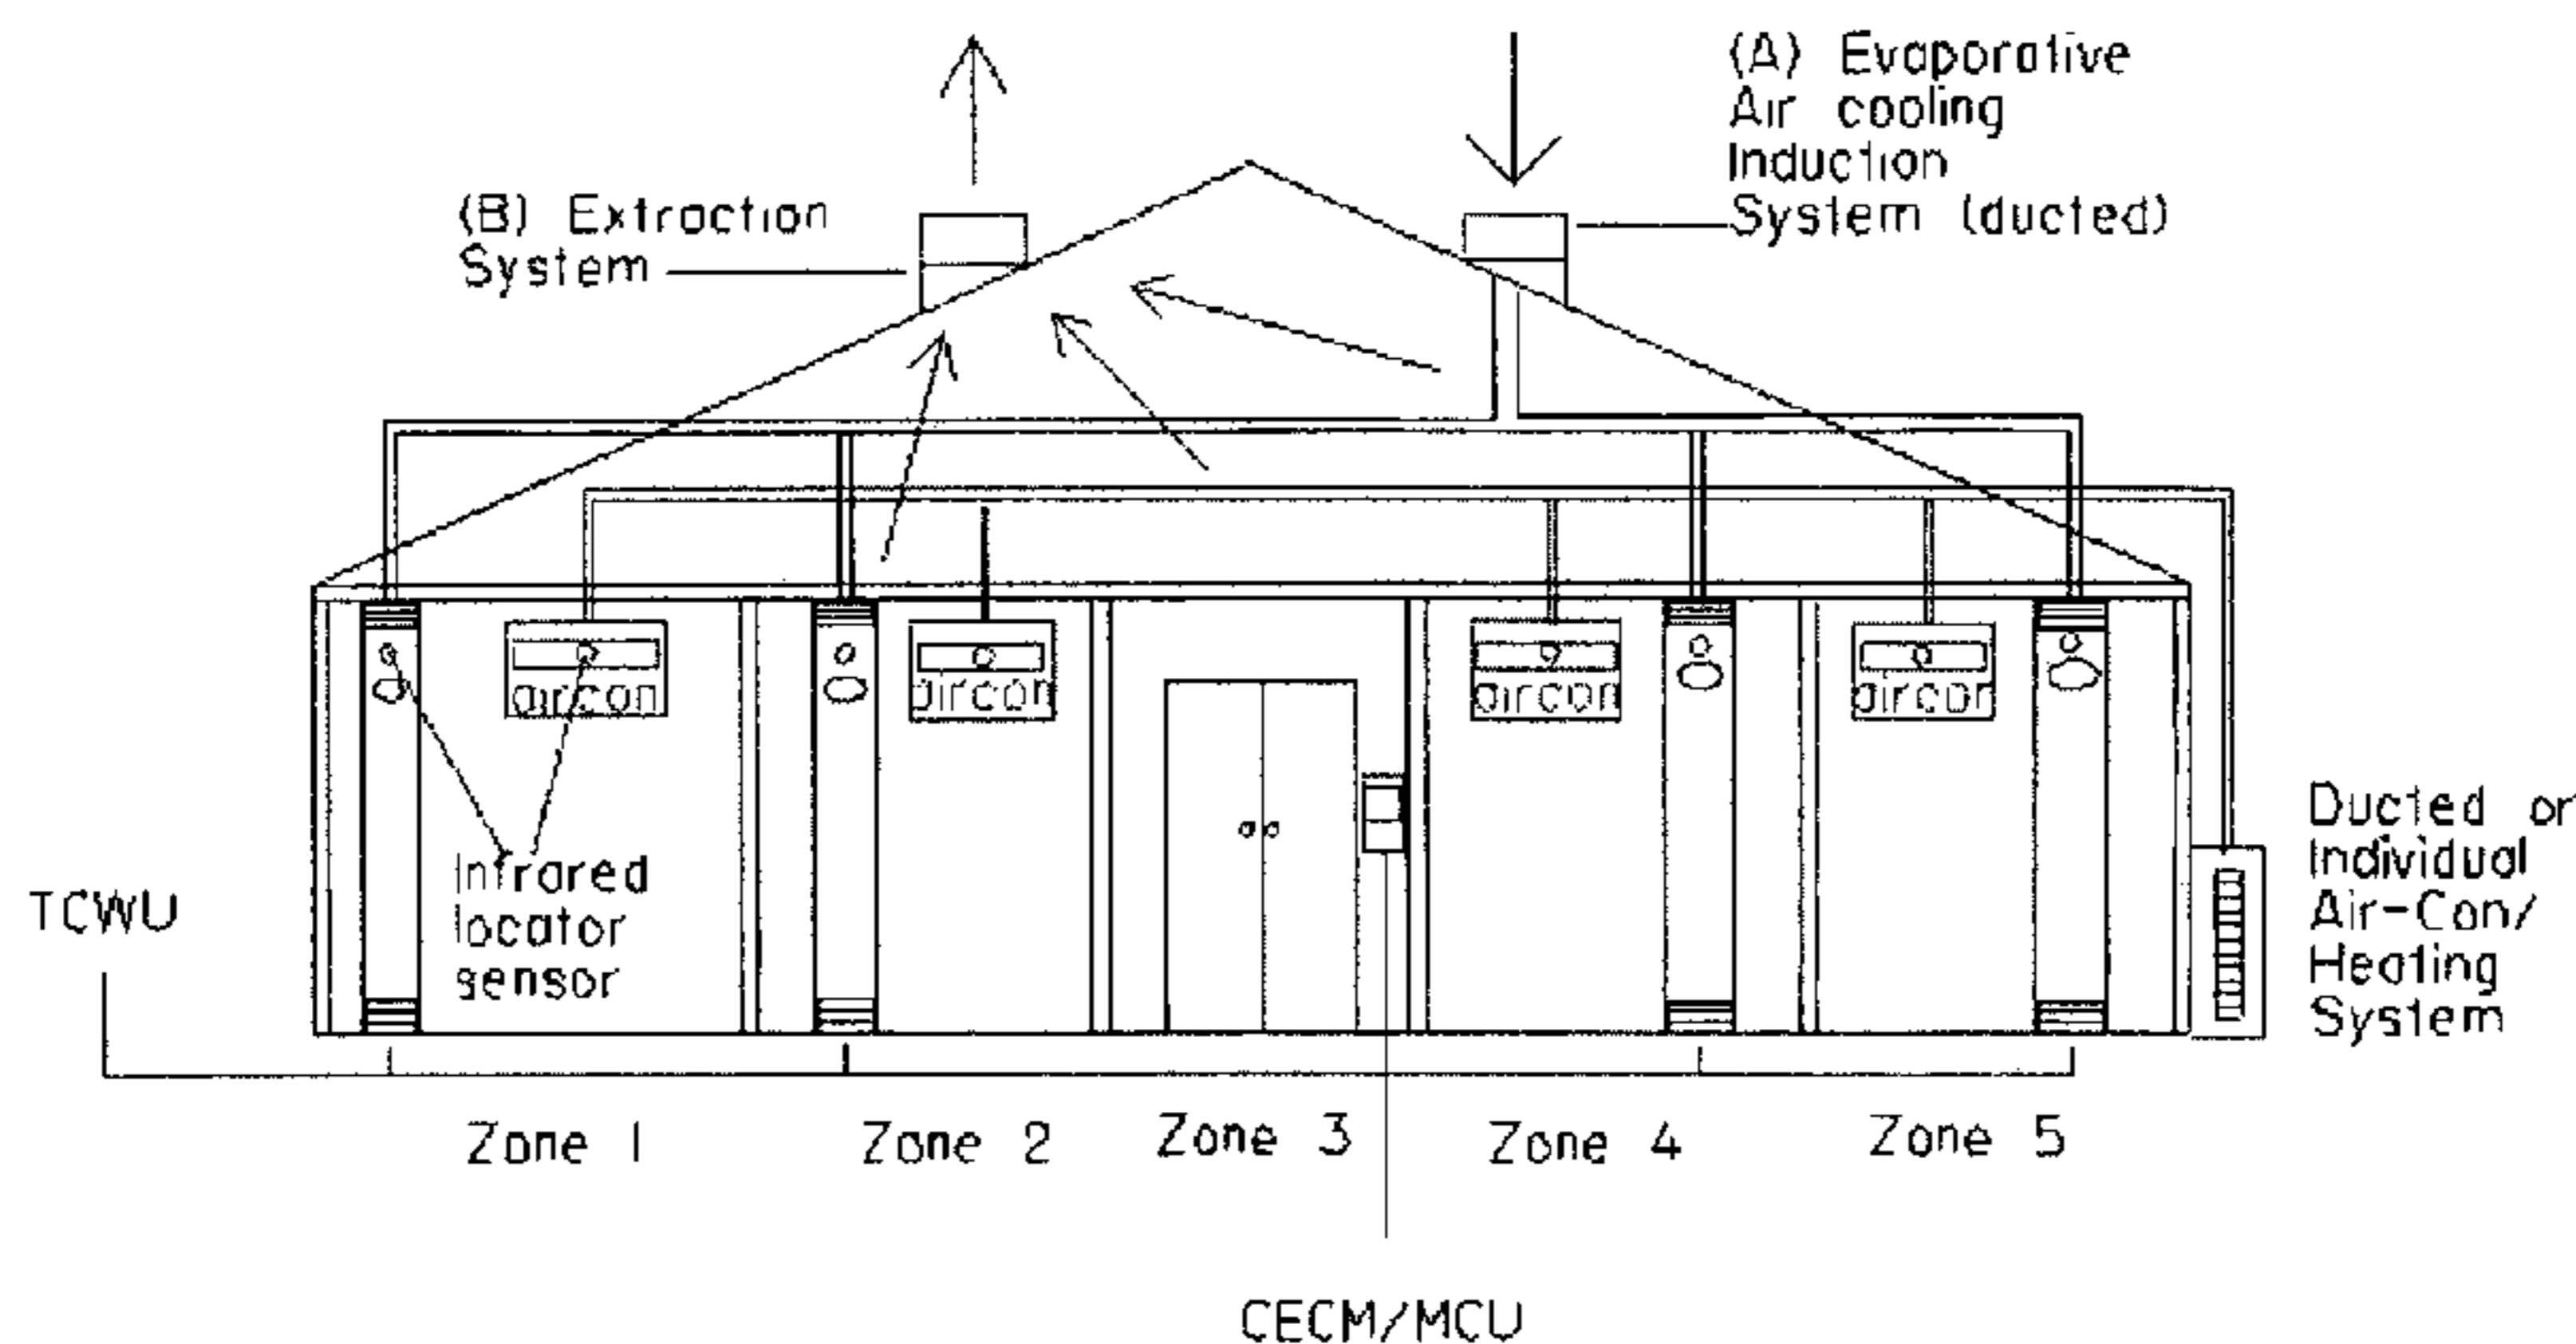 (A) Evaporative
Air cooling
Induction
System (ducted)
(B) Extraction
System
aircon
aircon
aircon
aircon
Infrared
locator
sensor
TCWU
Ducted or
Individual
Air-Con/
Heating
System
Zone 1
Zone 2
Zone 3
Zone 4
Zone 5
CECM/MCU